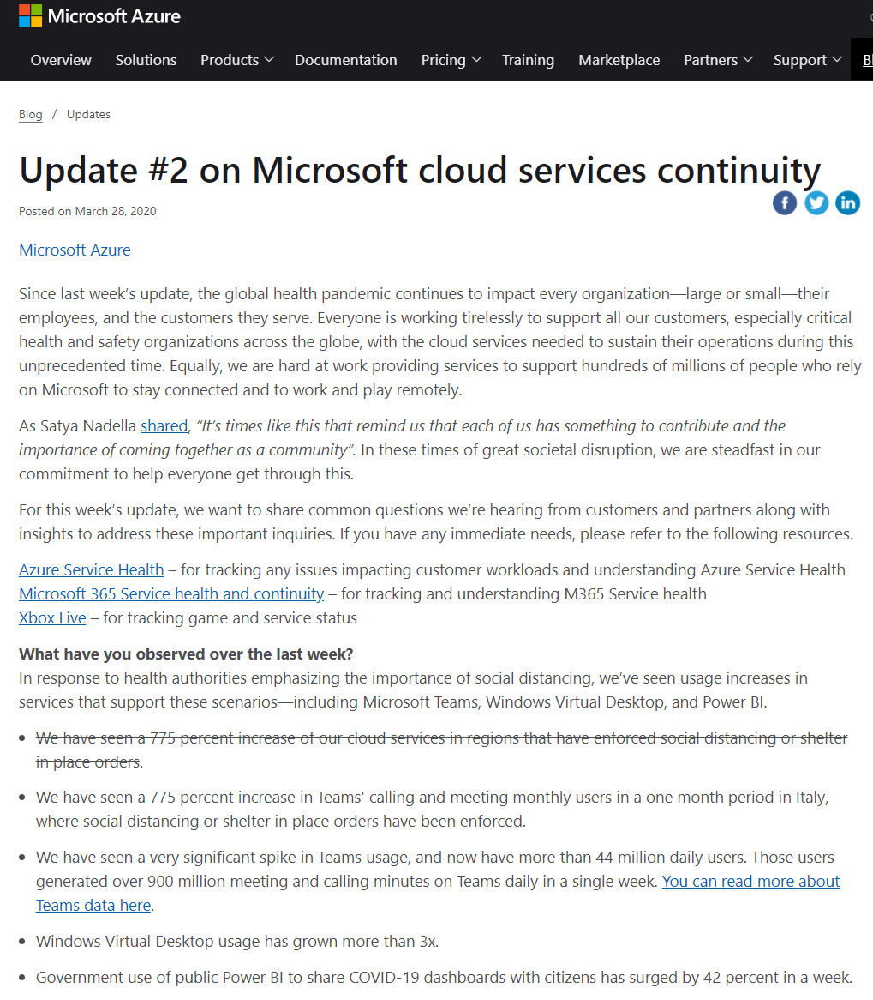 Microsoft Azure
Overview Solutions Products Documentation Pricing Training Marketplace Partners Support
Blog / Updates
Update #2 on Microsoft cloud services continuity
Posted on March 28, 2020
Microsoft Azure
Since last week's update, the global health pandemic continues to impact every organization—large or small—their
employees, and the customers they serve. Everyone is working tirelessly to support all our customers, especially critical
health and safety organizations across the globe, with the cloud services needed to sustain their operations during this
unprecedented time. Equally, we are hard at work providing services to support hundreds of millions of people who rely
on Microsoft to stay connected and to work and play remotely.
As Satya Nadella shared, “It’s times like this that remind us that each of us has something to contribute and the
importance of coming together as a community”. In these times of great societal disruption, we are steadfast in our
commitment to help everyone get through this.
For this week’s update, we want to share common questions we’re hearing from customers and partners along with
insights to address these important inquiries. If you have any immediate needs, please refer to the following resources.
Azure Service Health – for tracking any issues impacting customer workloads and understanding Azure Service Health
Microsoft 365 Service health and continuity – for tracking and understanding M365 Service health
Xbox Live – for tracking game and service status
What have you observed over the last week?
In response to health authorities emphasizing the importance of social distancing, we’ve seen usage increases in
services that support these scenarios—including Microsoft Teams, Windows Virtual Desktop, and Power BI.
• We have seen a 775 percent increase of our cloud services in regions that have enforced social distancing or shelter
in place orders.
• We have seen a 775 percent increase in Teams' calling and meeting monthly users in a one month period in Italy,
where social distancing or shelter in place orders have been enforced.
• We have seen a very significant spike in Teams usage, and now have more than 44 million daily users. Those users
generated over 900 million meeting and calling minutes on Teams daily in a single week. You can read more about
Teams data here.
• Windows Virtual Desktop usage has grown more than 3x.
• Government use of public Power BI to share COVID-19 dashboards with citizens has surged by 42 percent in a week.